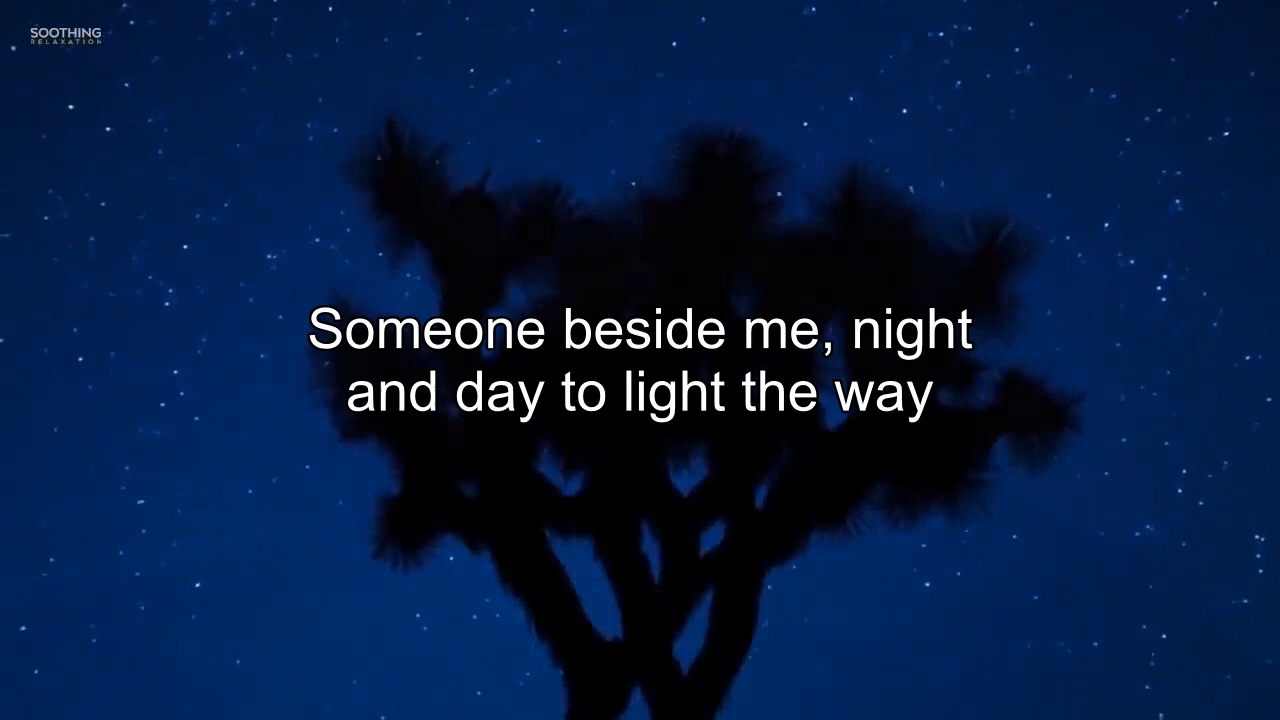 SOOTHING
RELAXATION
Someone beside me, night
and day to light the way